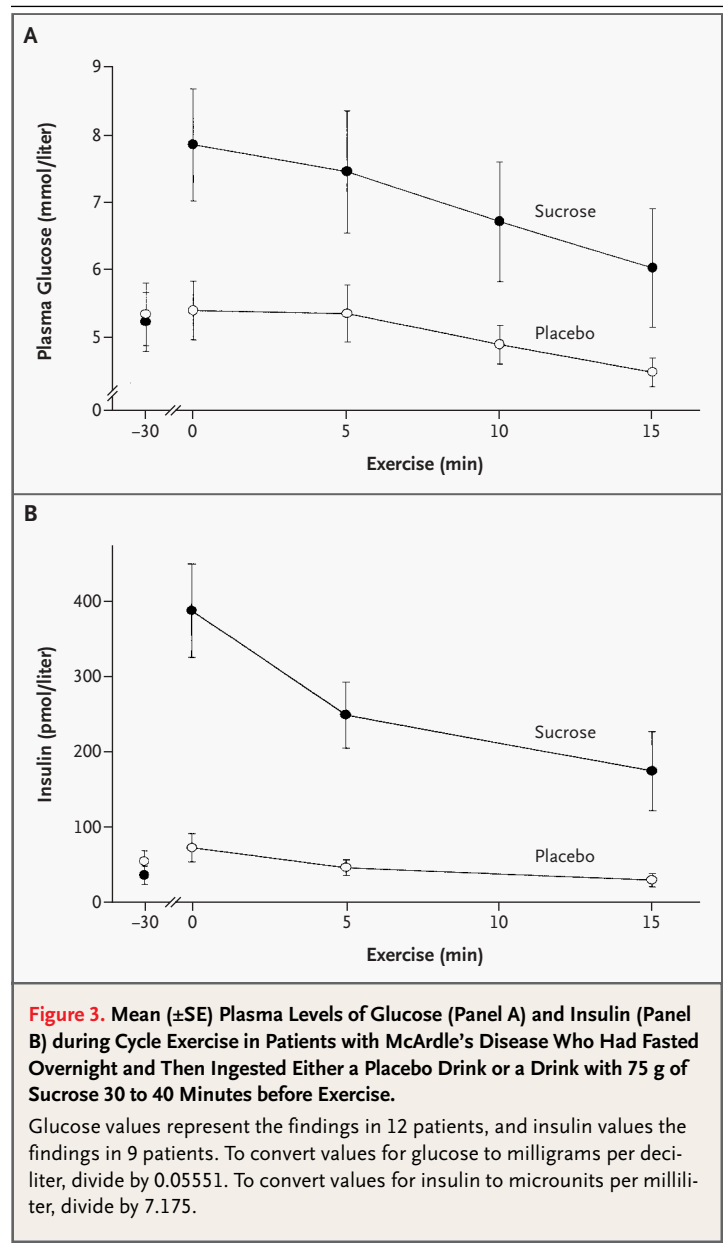 A
9
8
7
6
5
0
Plasma Glucose (mmol/liter)
Sucrose
Placebo
–30
0
5
10
15
Exercise (min)
B
400
300
200
100
0
Insulin (pmol/liter)
Sucrose
Placebo
–30
0
5
10
15
Exercise (min)
Figure 3. Mean (±SE) Plasma Levels of Glucose (Panel A) and Insulin (Panel
B) during Cycle Exercise in Patients with McArdle’s Disease Who Had Fasted
Overnight and Then Ingested Either a Placebo Drink or a Drink with 75 g of
Sucrose 30 to 40 Minutes before Exercise.
Glucose values represent the findings in 12 patients, and insulin values the
findings in 9 patients. To convert values for glucose to milligrams per deci-
liter, divide by 0.05551. To convert values for insulin to microunits per millili-
ter, divide by 7.175.